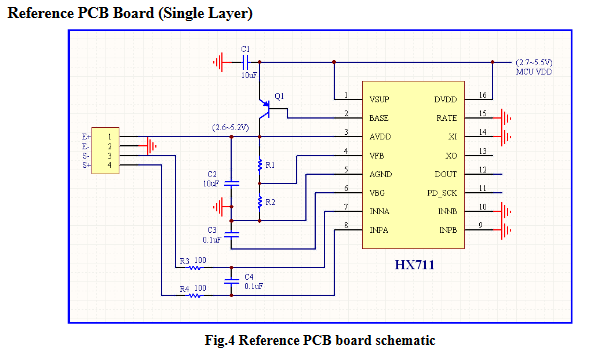 Reference PCB Board (Single Layer)
C1
10uF
(2.7~5.5V)
MCU VDD
Q1
(2.6~5.2V)
E+ 1
E- 2
S- 3
S+ 4
R1
R2
C2
10uF
C3
0.1uF
R3 100
C4
0.1uF
R4 100
1 VSUP DVDD 16
2 BASE RATE 15
3 AVDD XI 14
4 VFB XO 13
5 AGND DOUT 12
6 VBG PD_SCK 11
7 INNA INNB 10
8 INPA INPB 9
HX711
Fig.4 Reference PCB board schematic